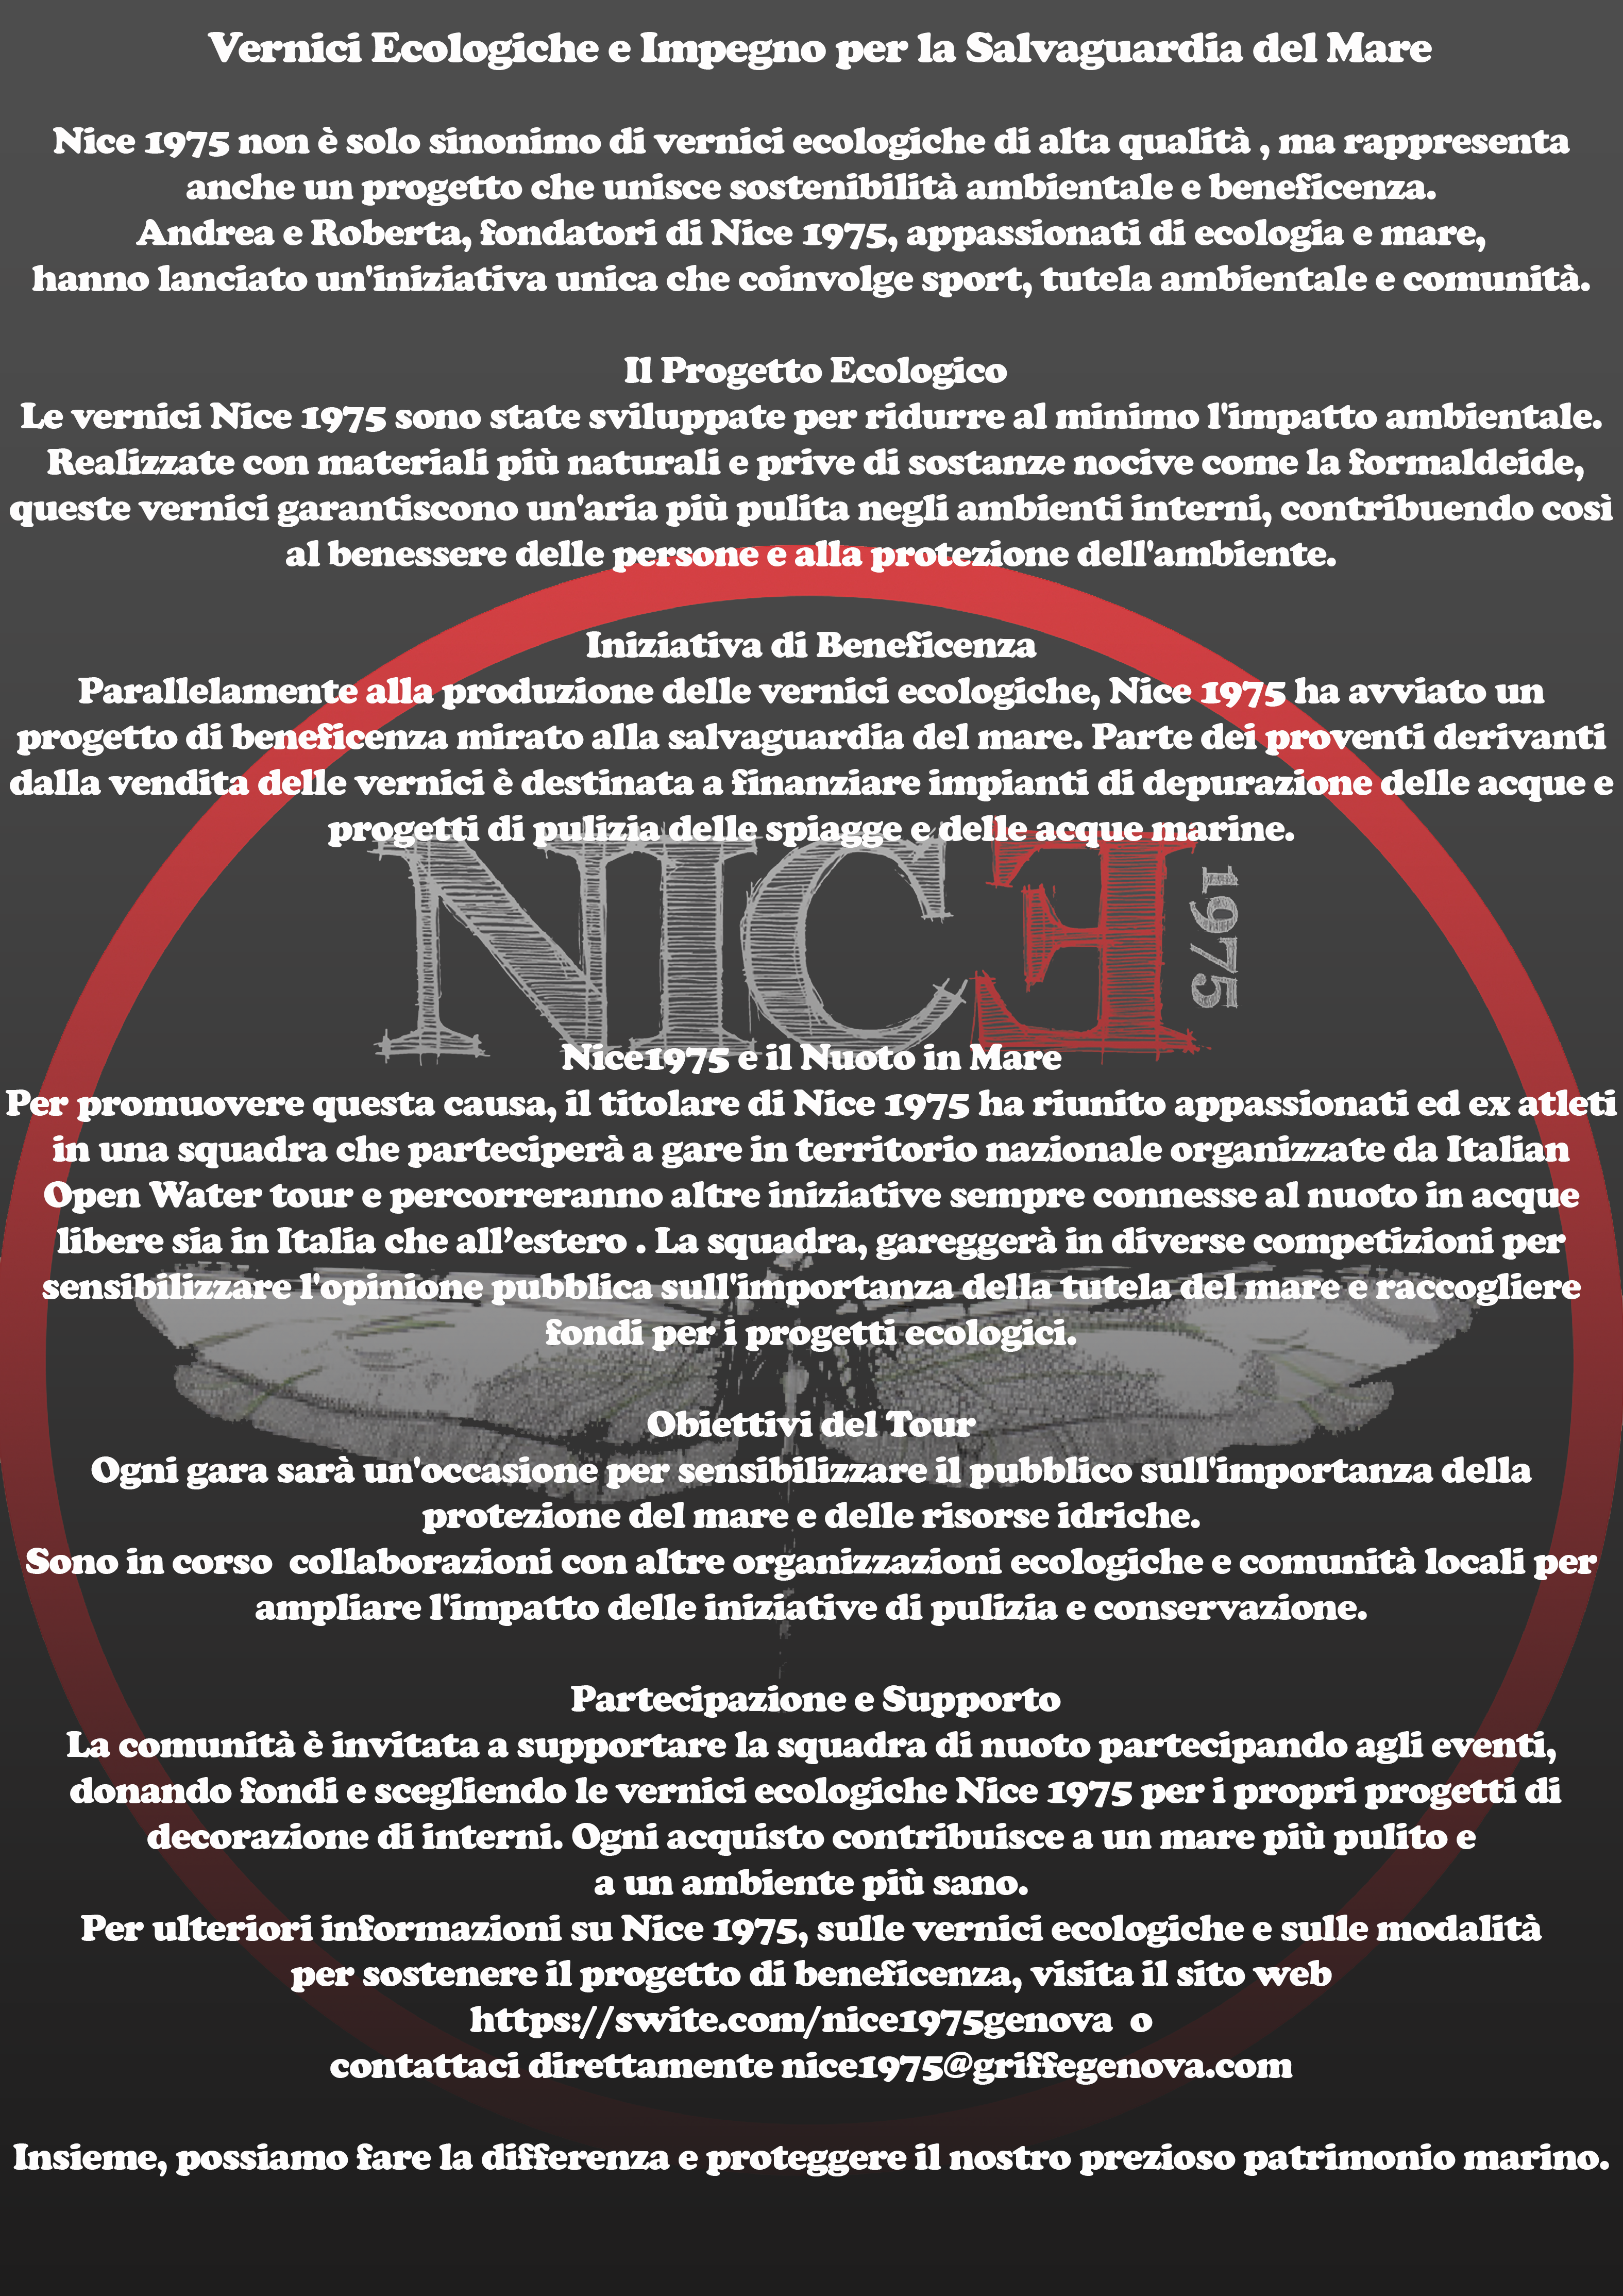 Vernici Ecologiche e Impegno per la Salvaguardia del Mare
Nice 1975 non è solo sinonimo di vernici ecologiche di alta qualità , ma rappresenta
anche un progetto che unisce sostenibilità ambientale e beneficenza.
Andrea e Roberta, fondatori di Nice 1975, appassionati di ecologia e mare,
hanno lanciato un'iniziativa unica che coinvolge sport, tutela ambientale e comunità.
Il Progetto Ecologico
Le vernici Nice 1975 sono state sviluppate per ridurre al minimo l'impatto ambientale.
Realizzate con materiali più naturali e prive di sostanze nocive come la formaldeide,
queste vernici garantiscono un'aria più pulita negli ambienti interni, contribuendo così
al benessere delle persone e alla protezione dell'ambiente.
Iniziativa di Beneficenza
Parallelamente alla produzione delle vernici ecologiche, Nice 1975 ha avviato un
progetto di beneficenza mirato alla salvaguardia del mare. Parte dei proventi derivanti
dalla vendita delle vernici è destinata a finanziare impianti di depurazione delle acque e
progetti di pulizia delle spiagge e delle acque marine.
NICE 1975
Nice1975 e il Nuoto in Mare
Per promuovere questa causa, il titolare di Nice 1975 ha riunito appassionati ed ex atleti
in una squadra che parteciperà a gare in territorio nazionale organizzate da Italian
Open Water tour e percorreranno altre iniziative sempre connesse al nuoto in acque
libere sia in Italia che all’estero . La squadra, gareggerà in diverse competizioni per
sensibilizzare l'opinione pubblica sull'importanza della tutela del mare e raccogliere
fondi per i progetti ecologici.
Obiettivi del Tour
Ogni gara sarà un'occasione per sensibilizzare il pubblico sull'importanza della
protezione del mare e delle risorse idriche.
Sono in corso  collaborazioni con altre organizzazioni ecologiche e comunità locali per
ampliare l'impatto delle iniziative di pulizia e conservazione.
Partecipazione e Supporto
La comunità è invitata a supportare la squadra di nuoto partecipando agli eventi,
donando fondi e scegliendo le vernici ecologiche Nice 1975 per i propri progetti di
decorazione di interni. Ogni acquisto contribuisce a un mare più pulito e
a un ambiente più sano.
Per ulteriori informazioni su Nice 1975, sulle vernici ecologiche e sulle modalità
per sostenere il progetto di beneficenza, visita il sito web
https://swite.com/nice1975genova  o
contattaci direttamente nice1975@griffegenova.com
Insieme, possiamo fare la differenza e proteggere il nostro prezioso patrimonio marino.